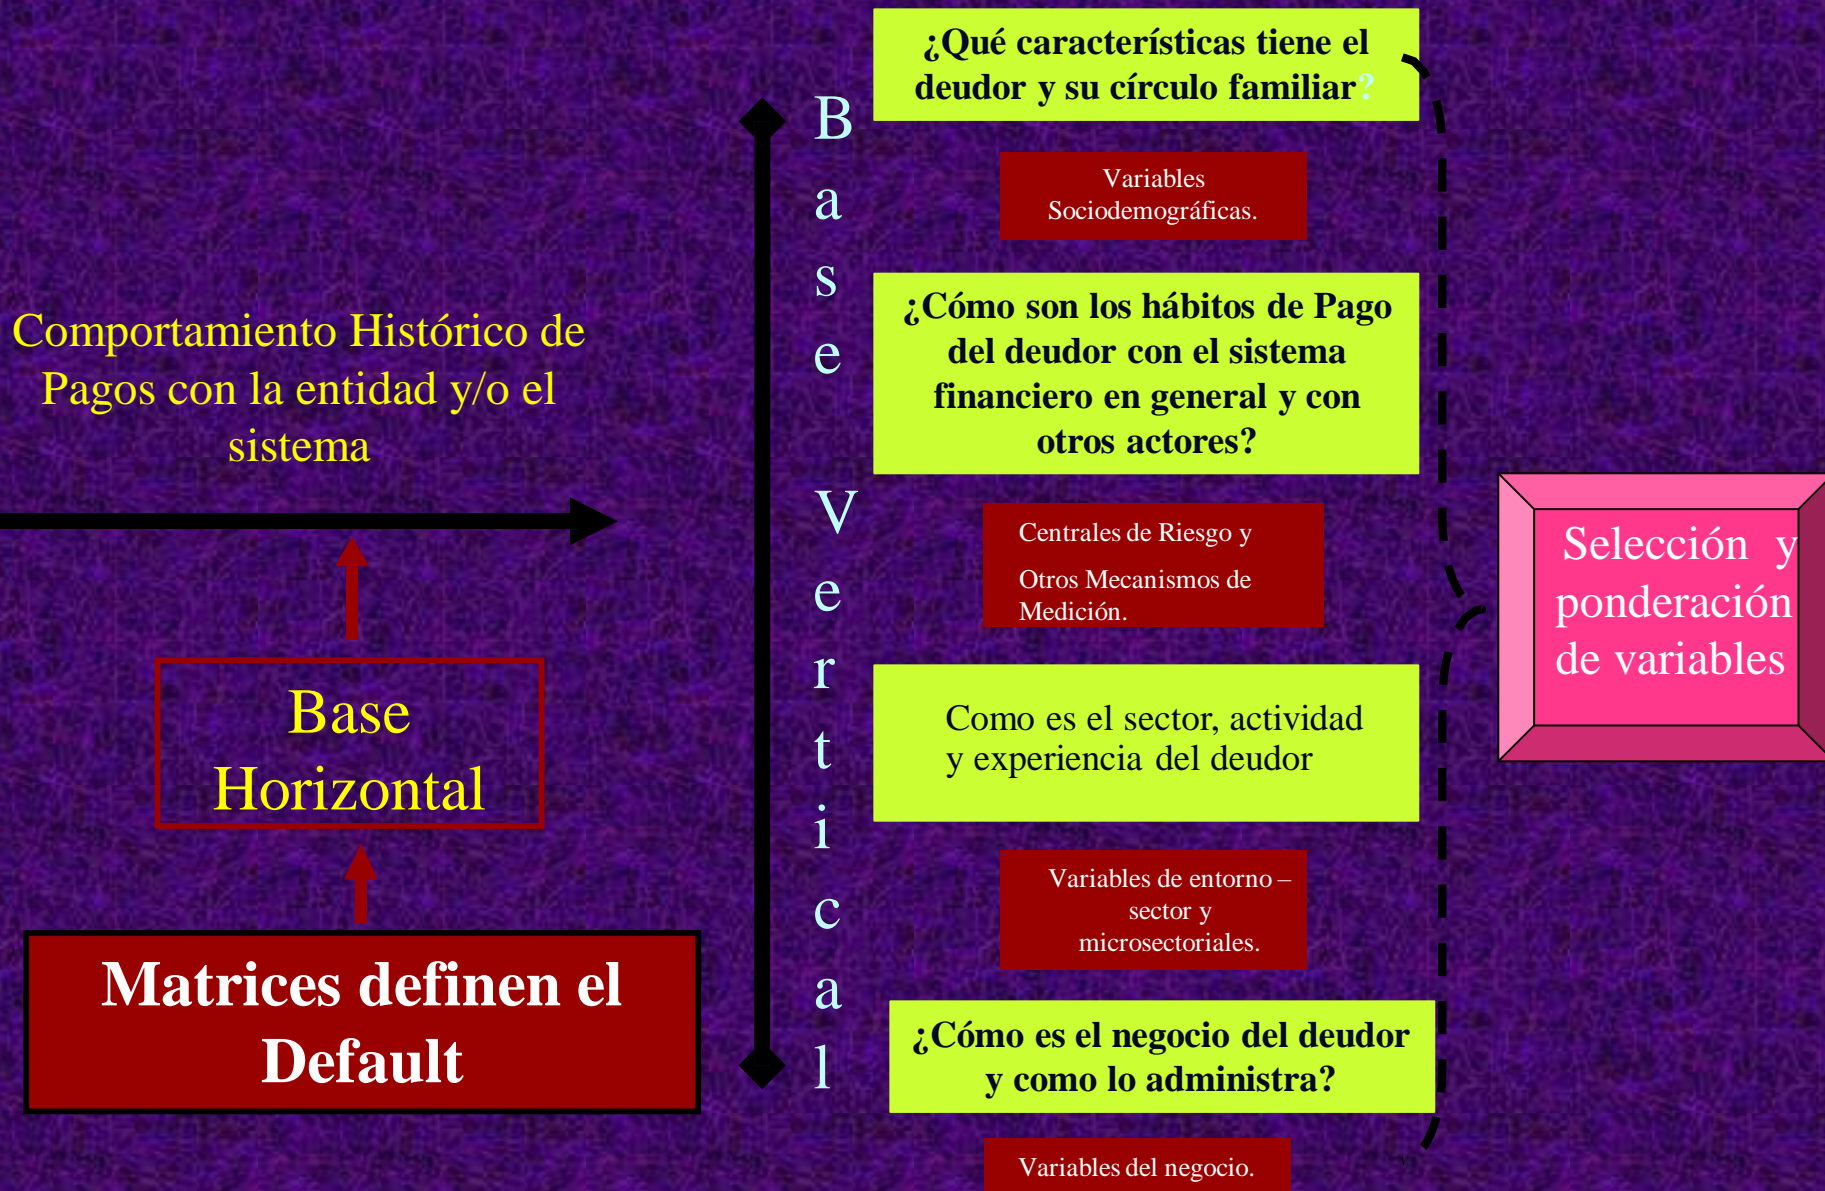 Comportamiento Histórico de
Pagos con la entidad y/o el
sistema
Base
Horizontal
Matrices definen el
Default
B
a
s
e
V
e
r
t
i
c
a
l
¿Qué características tiene el
deudor y su círculo familiar?
Variables
Sociodemográficas.
¿Cómo son los hábitos de Pago
del deudor con el sistema
financiero en general y con
otros actores?
Centrales de Riesgo y
Otros Mecanismos de
Medición.
Como es el sector, actividad
y experiencia del deudor
Variables de entorno –
sector y
microsectoriales.
¿Cómo es el negocio del deudor
y como lo administra?
Variables del negocio.
Selección y
ponderación
de variables